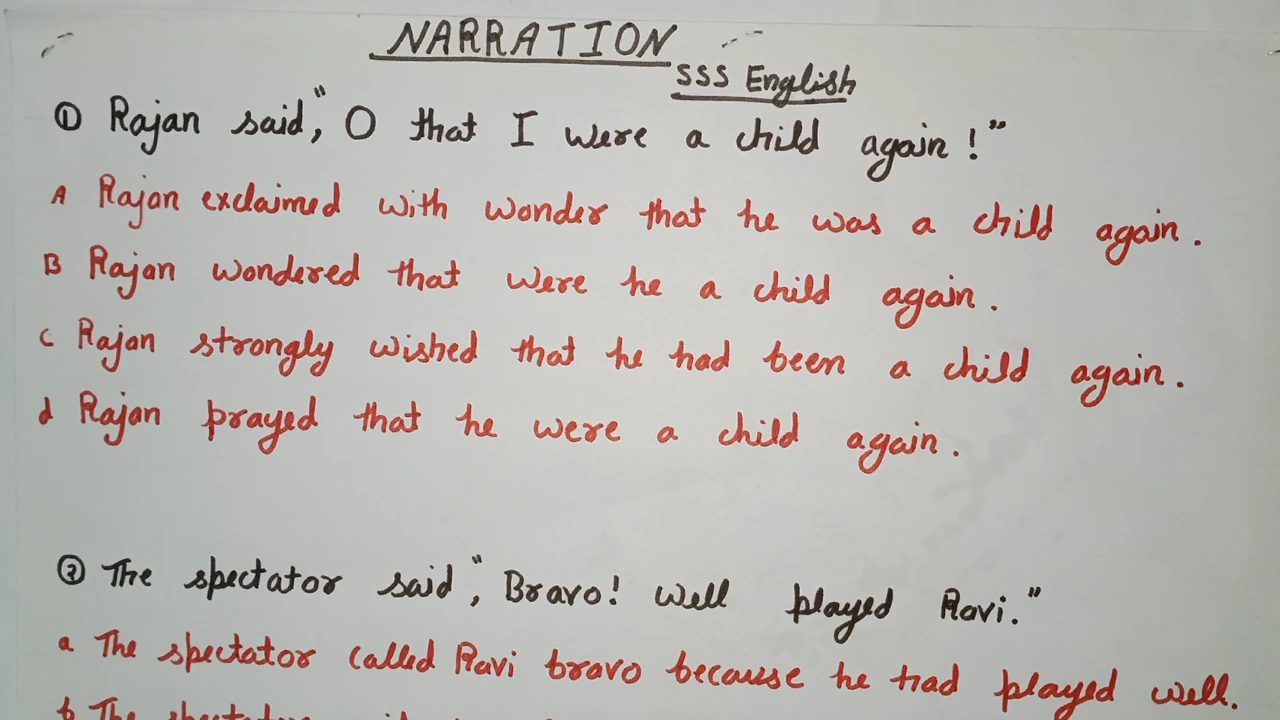 NARRATION
SSS English
① Rajan said, "O that I were a child again!"
A Rajan exclaimed with wonder that he was a child again.
B Rajan wondered that were he a child again.
C Rajan strongly wished that he had been a child again.
d Rajan prayed that he were a child again.
② The spectator said, "Bravo! Well played Ravi."
a The spectator called Ravi bravo because he had played well.
b The spectator